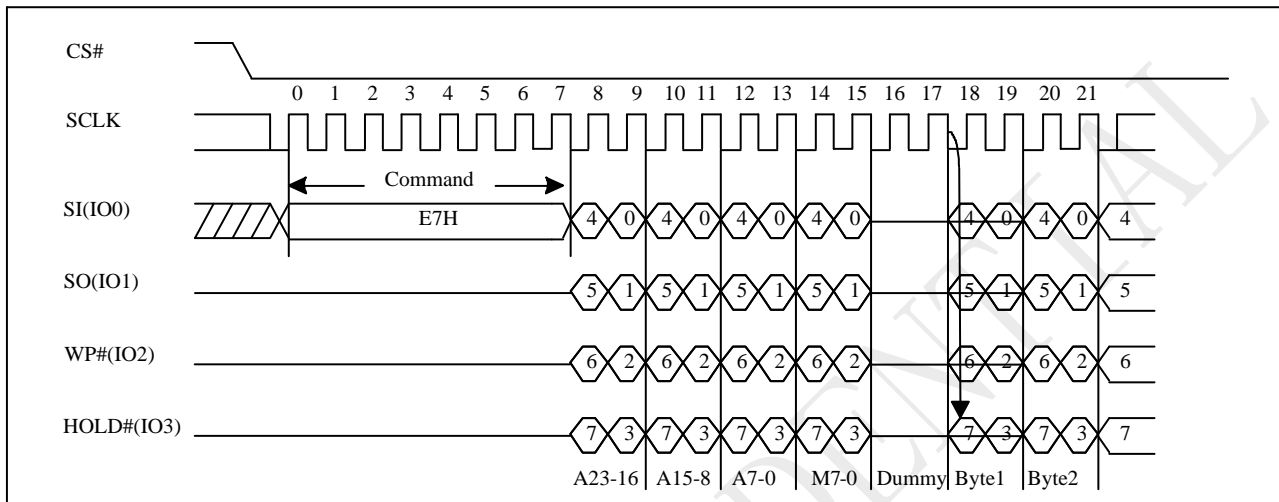 CS#
0 1 2 3 4 5 6 7 8 9 10 11 12 13 14 15 16 17 18 19 20 21
SCLK
Command
SI(IO0) E7H 4 0 4 0 4 0 4 0 4 0 4 0 4
SO(IO1) 5 1 5 1 5 1 5 1 5 1 5 1 5
WP#(IO2) 6 2 6 2 6 2 6 2 6 2 6 2 6
HOLD#(IO3) 7 3 7 3 7 3 7 3 7 3 7 3 7
A23-16 A15-8 A7-0 M7-0 Dummy Byte1 Byte2
DENTIAL